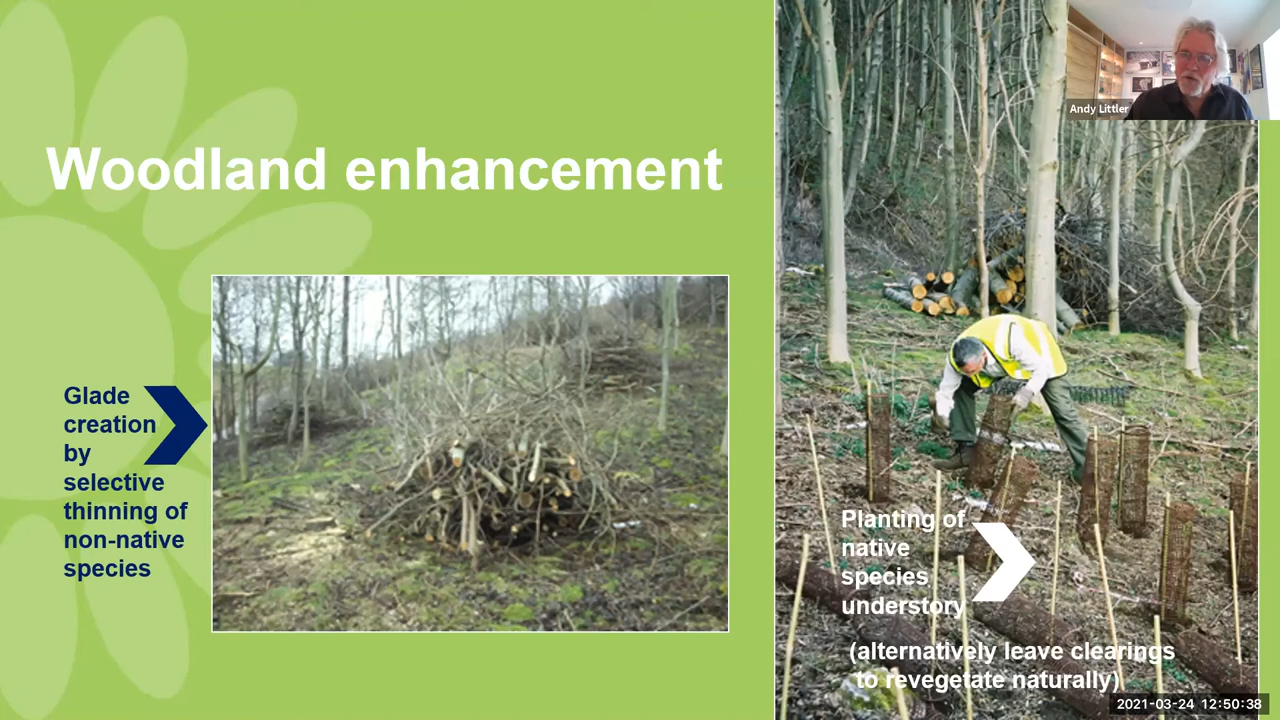 Woodland enhancement
Glade
creation
by
selective
thinning of
non-native
species
Andy Littler
Planting of
native
species
understory
(alternatively leave clearings
to revegetate naturally)
2021-03-24 12:50:38